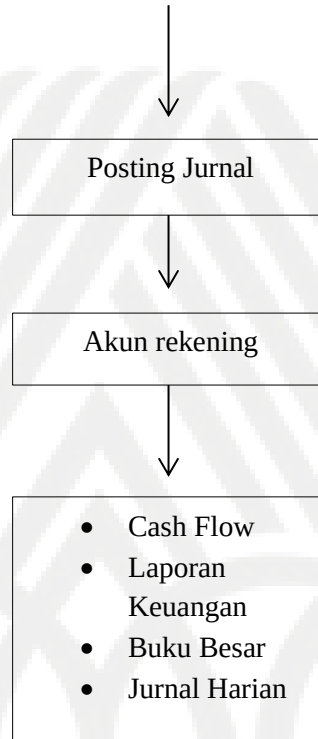 Posting Jurnal
Akun rekening
• Cash Flow
• Laporan
Keuangan
• Buku Besar
• Jurnal Harian